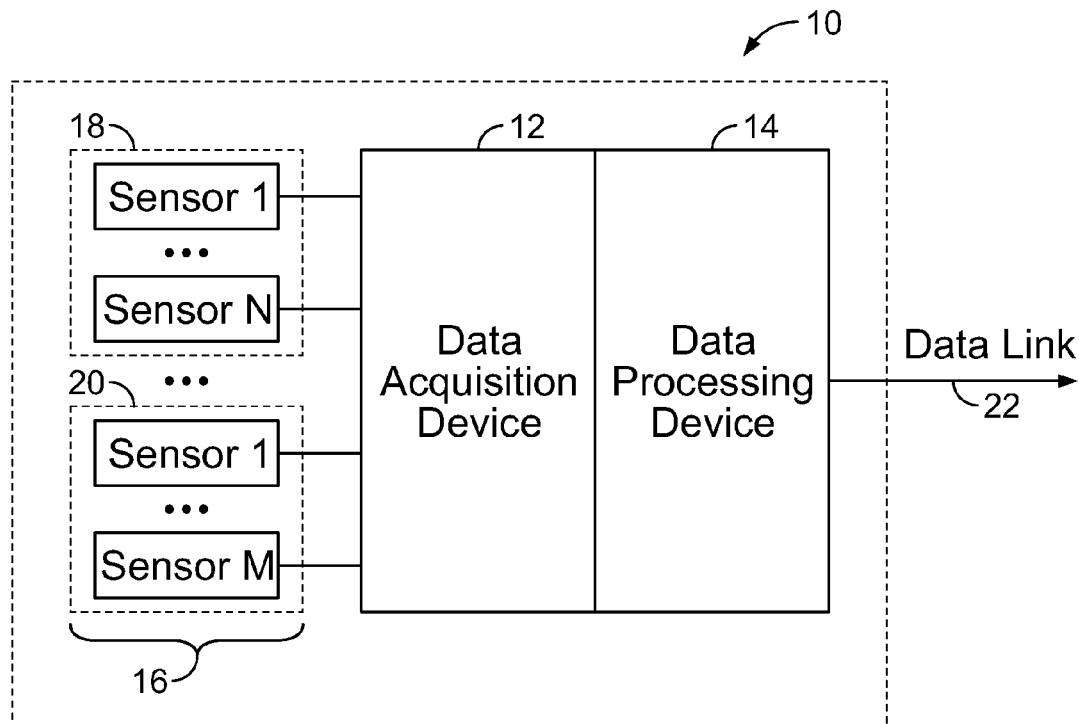 10
18
12
14
Sensor 1
•••
Sensor N
•••
20
Sensor 1
•••
Sensor M
16
Data
Acquisition
Device
Data
Processing
Device
Data Link
22